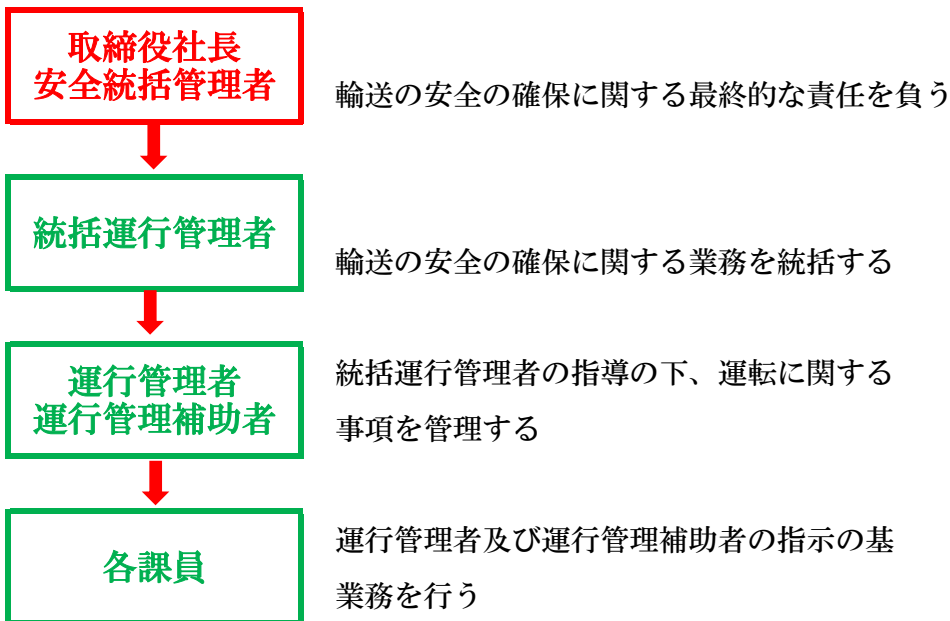 取締役社長
安全統括管理者
輸送の安全の確保に関する最終的な責任を負う
統括運行管理者
輸送の安全の確保に関する業務を統括する
運行管理者
運行管理補助者
統括運行管理者の指導の下、運転に関する
事項を管理する
各課員
運行管理者及び運行管理補助者の指示の基
業務を行う